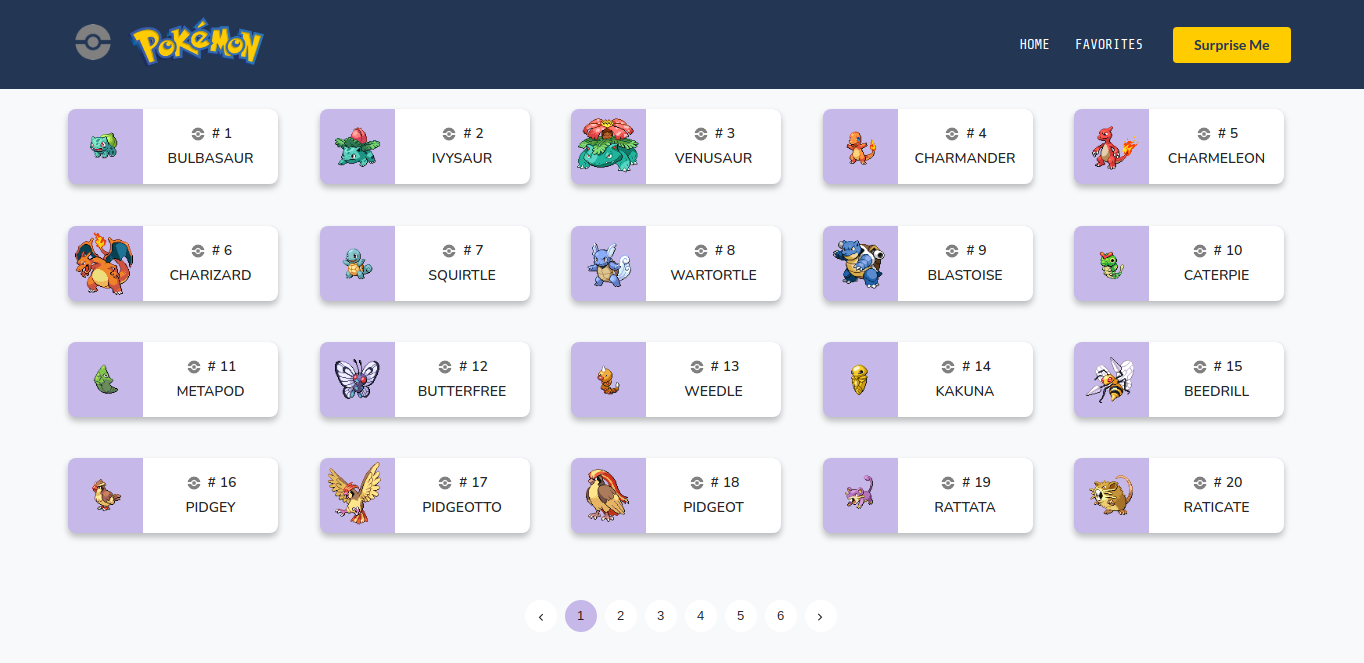 POKéMON
HOME
FAVORITES
Surprise Me
# 1
BULBASAUR
# 2
IVYSAUR
# 3
VENUSAUR
# 4
CHARMANDER
# 5
CHARMELEON
# 6
CHARIZARD
# 7
SQUIRTLE
# 8
WARTORTLE
# 9
BLASTOISE
# 10
CATERPIE
# 11
METAPOD
# 12
BUTTERFREE
# 13
WEEDLE
# 14
KAKUNA
# 15
BEEDRILL
# 16
PIDGEY
# 17
PIDGEOTTO
# 18
PIDGEOT
# 19
RATTATA
# 20
RATICATE
‹ 1 2 3 4 5 6 ›